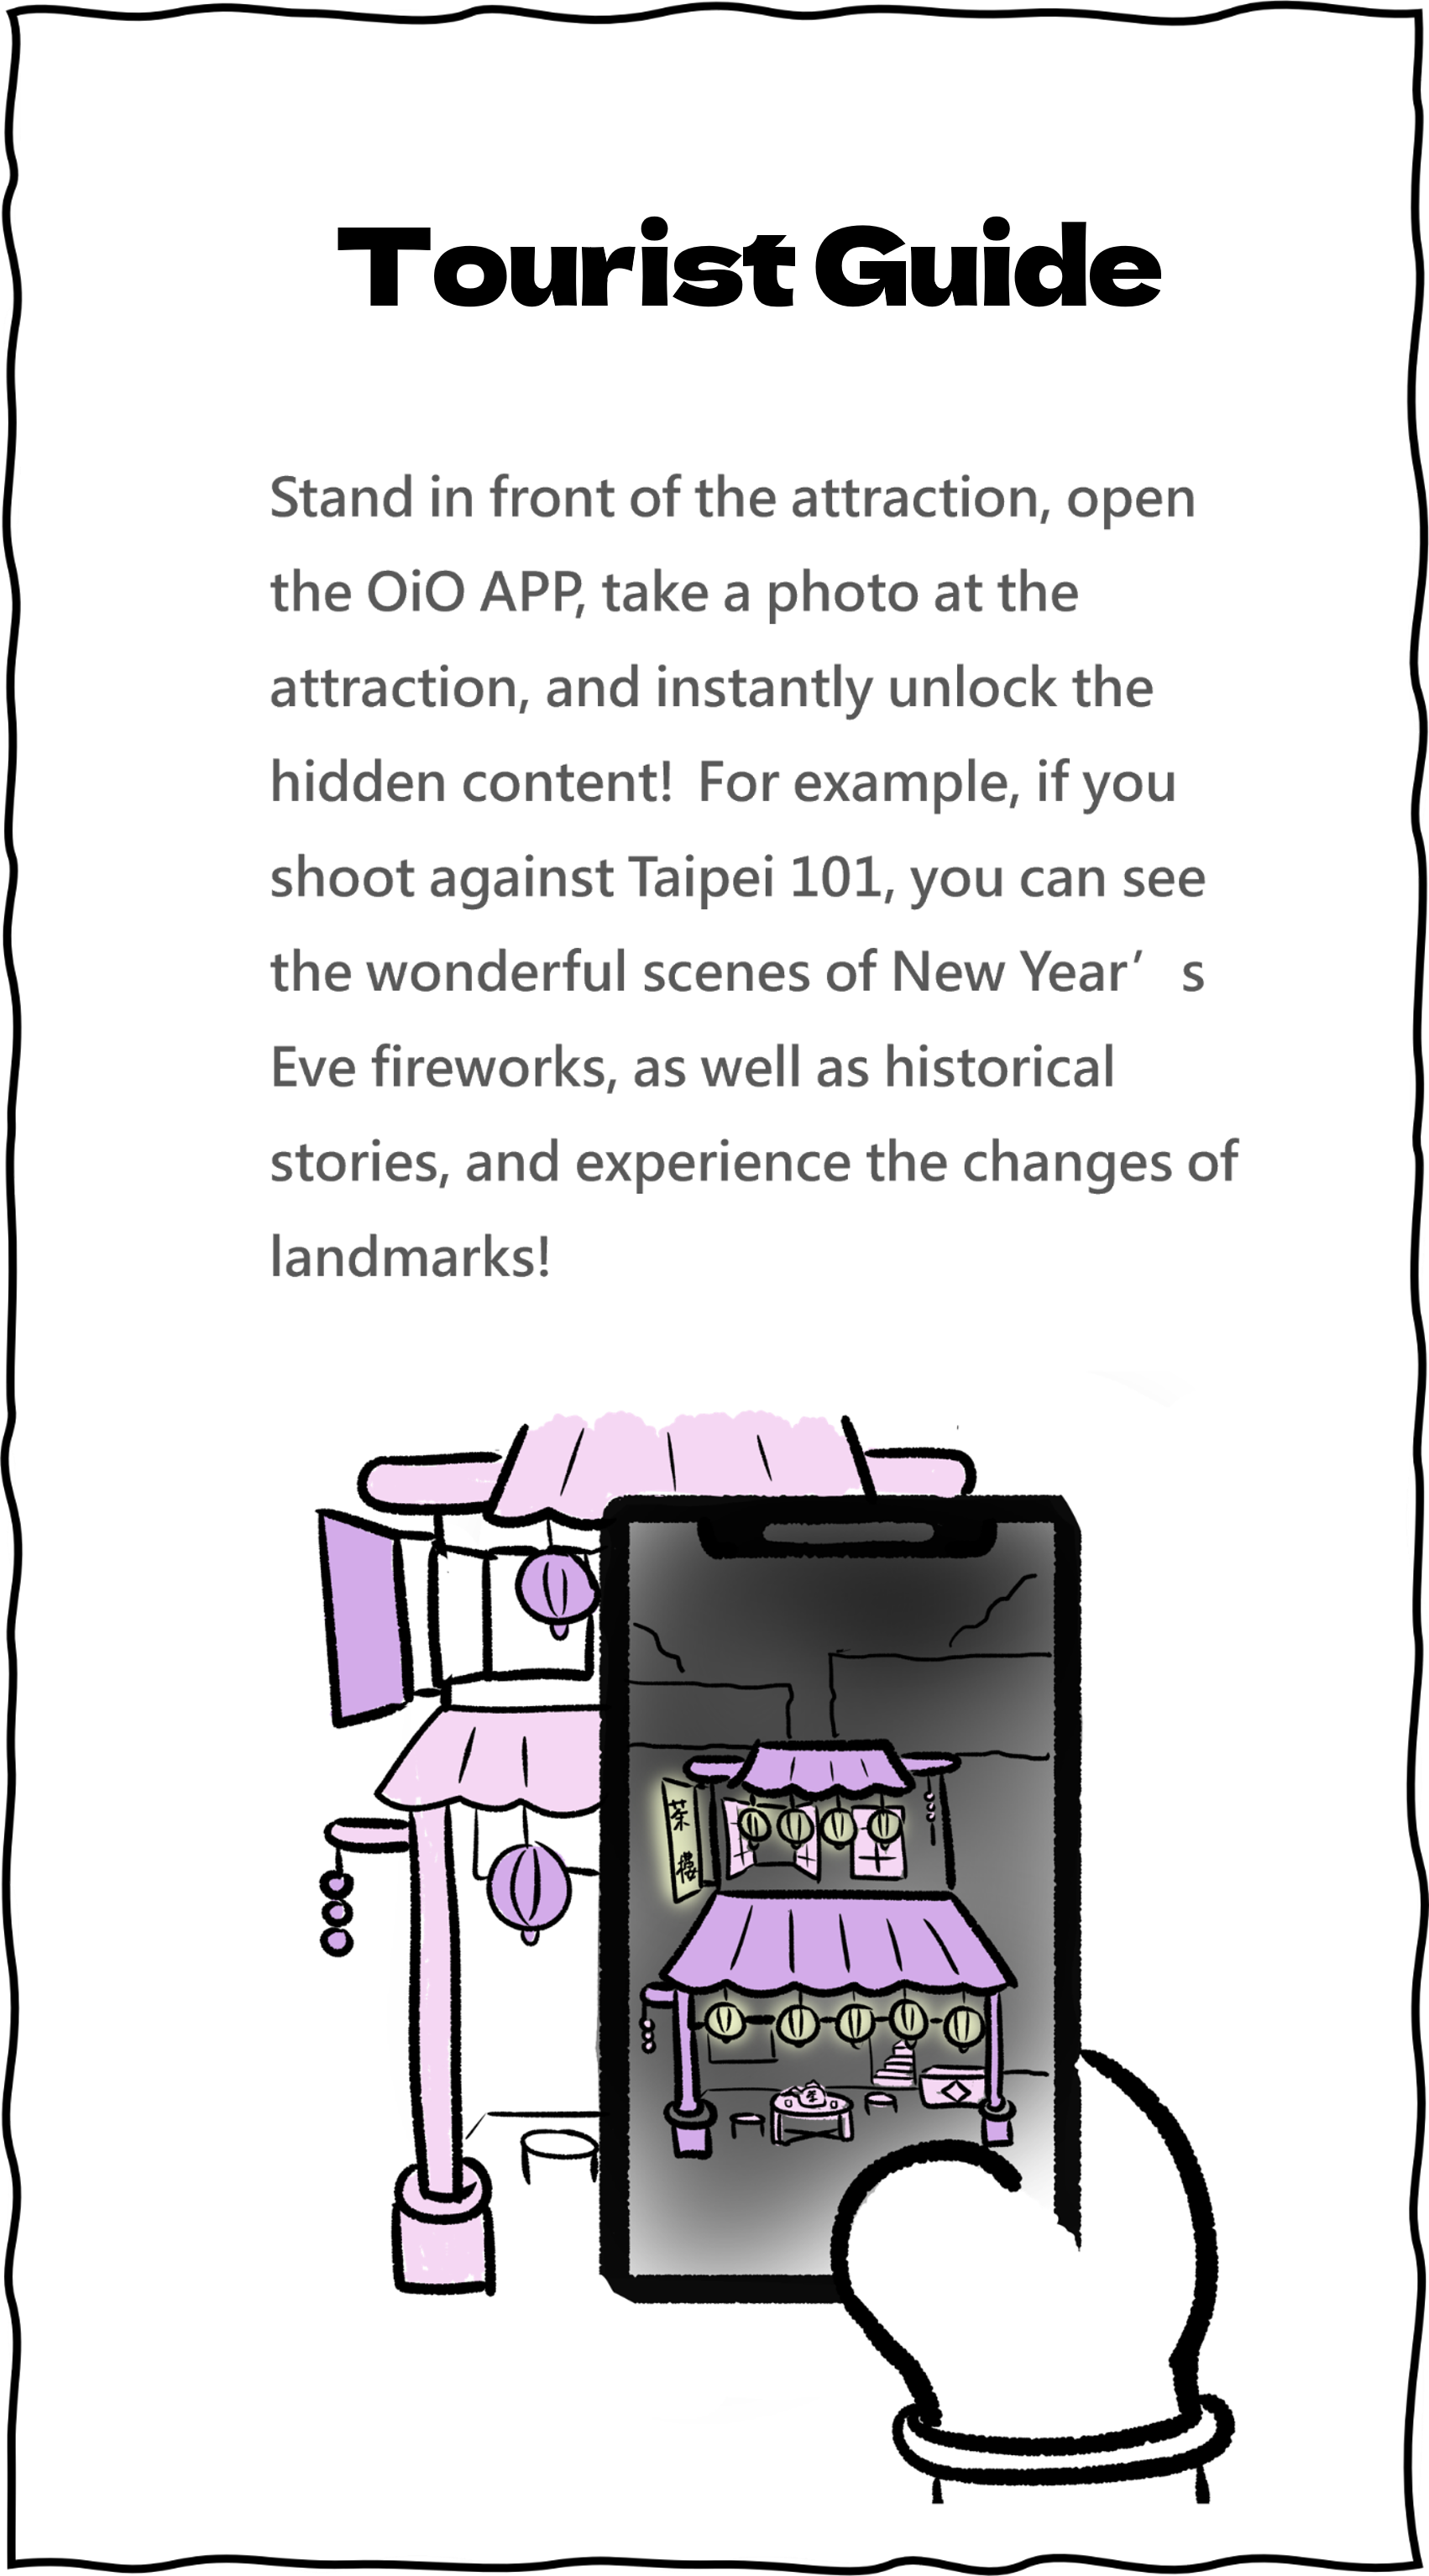 Tourist Guide
Stand in front of the attraction, open
the OiO APP, take a photo at the
attraction, and instantly unlock the
hidden content!  For example, if you
shoot against Taipei 101, you can see
the wonderful scenes of New Year’ s
Eve fireworks, as well as historical
stories, and experience the changes of
landmarks!
茶樓